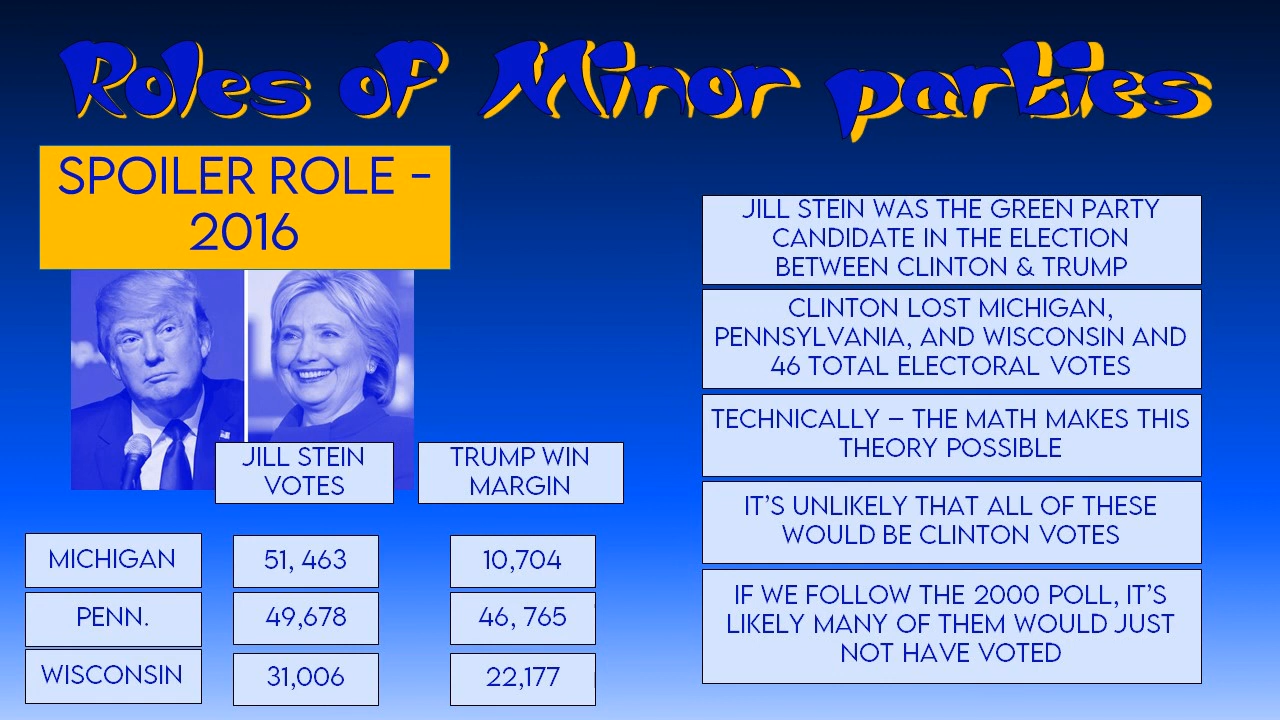 Roles of Minor parties
SPOILER ROLE –
2016
JILL STEIN
VOTES
TRUMP WIN
MARGIN
MICHIGAN
51, 463
10,704
PENN.
49,678
46, 765
WISCONSIN
31,006
22,177
JILL STEIN WAS THE GREEN PARTY
CANDIDATE IN THE ELECTION
BETWEEN CLINTON & TRUMP
CLINTON LOST MICHIGAN,
PENNSYLVANIA, AND WISCONSIN AND
46 TOTAL ELECTORAL VOTES
TECHNICALLY – THE MATH MAKES THIS
THEORY POSSIBLE
IT'S UNLIKELY THAT ALL OF THESE
WOULD BE CLINTON VOTES
IF WE FOLLOW THE 2000 POLL, IT'S
LIKELY MANY OF THEM WOULD JUST
NOT HAVE VOTED